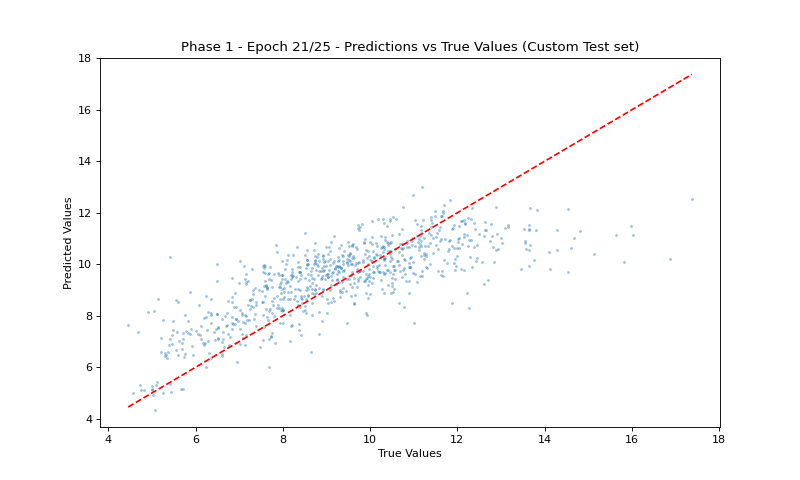 Phase 1 - Epoch 21/25 - Predictions vs True Values (Custom Test set)
18
16
14
12
10
8
6
4
Predicted Values
4 6 8 10 12 14 16 18
True Values